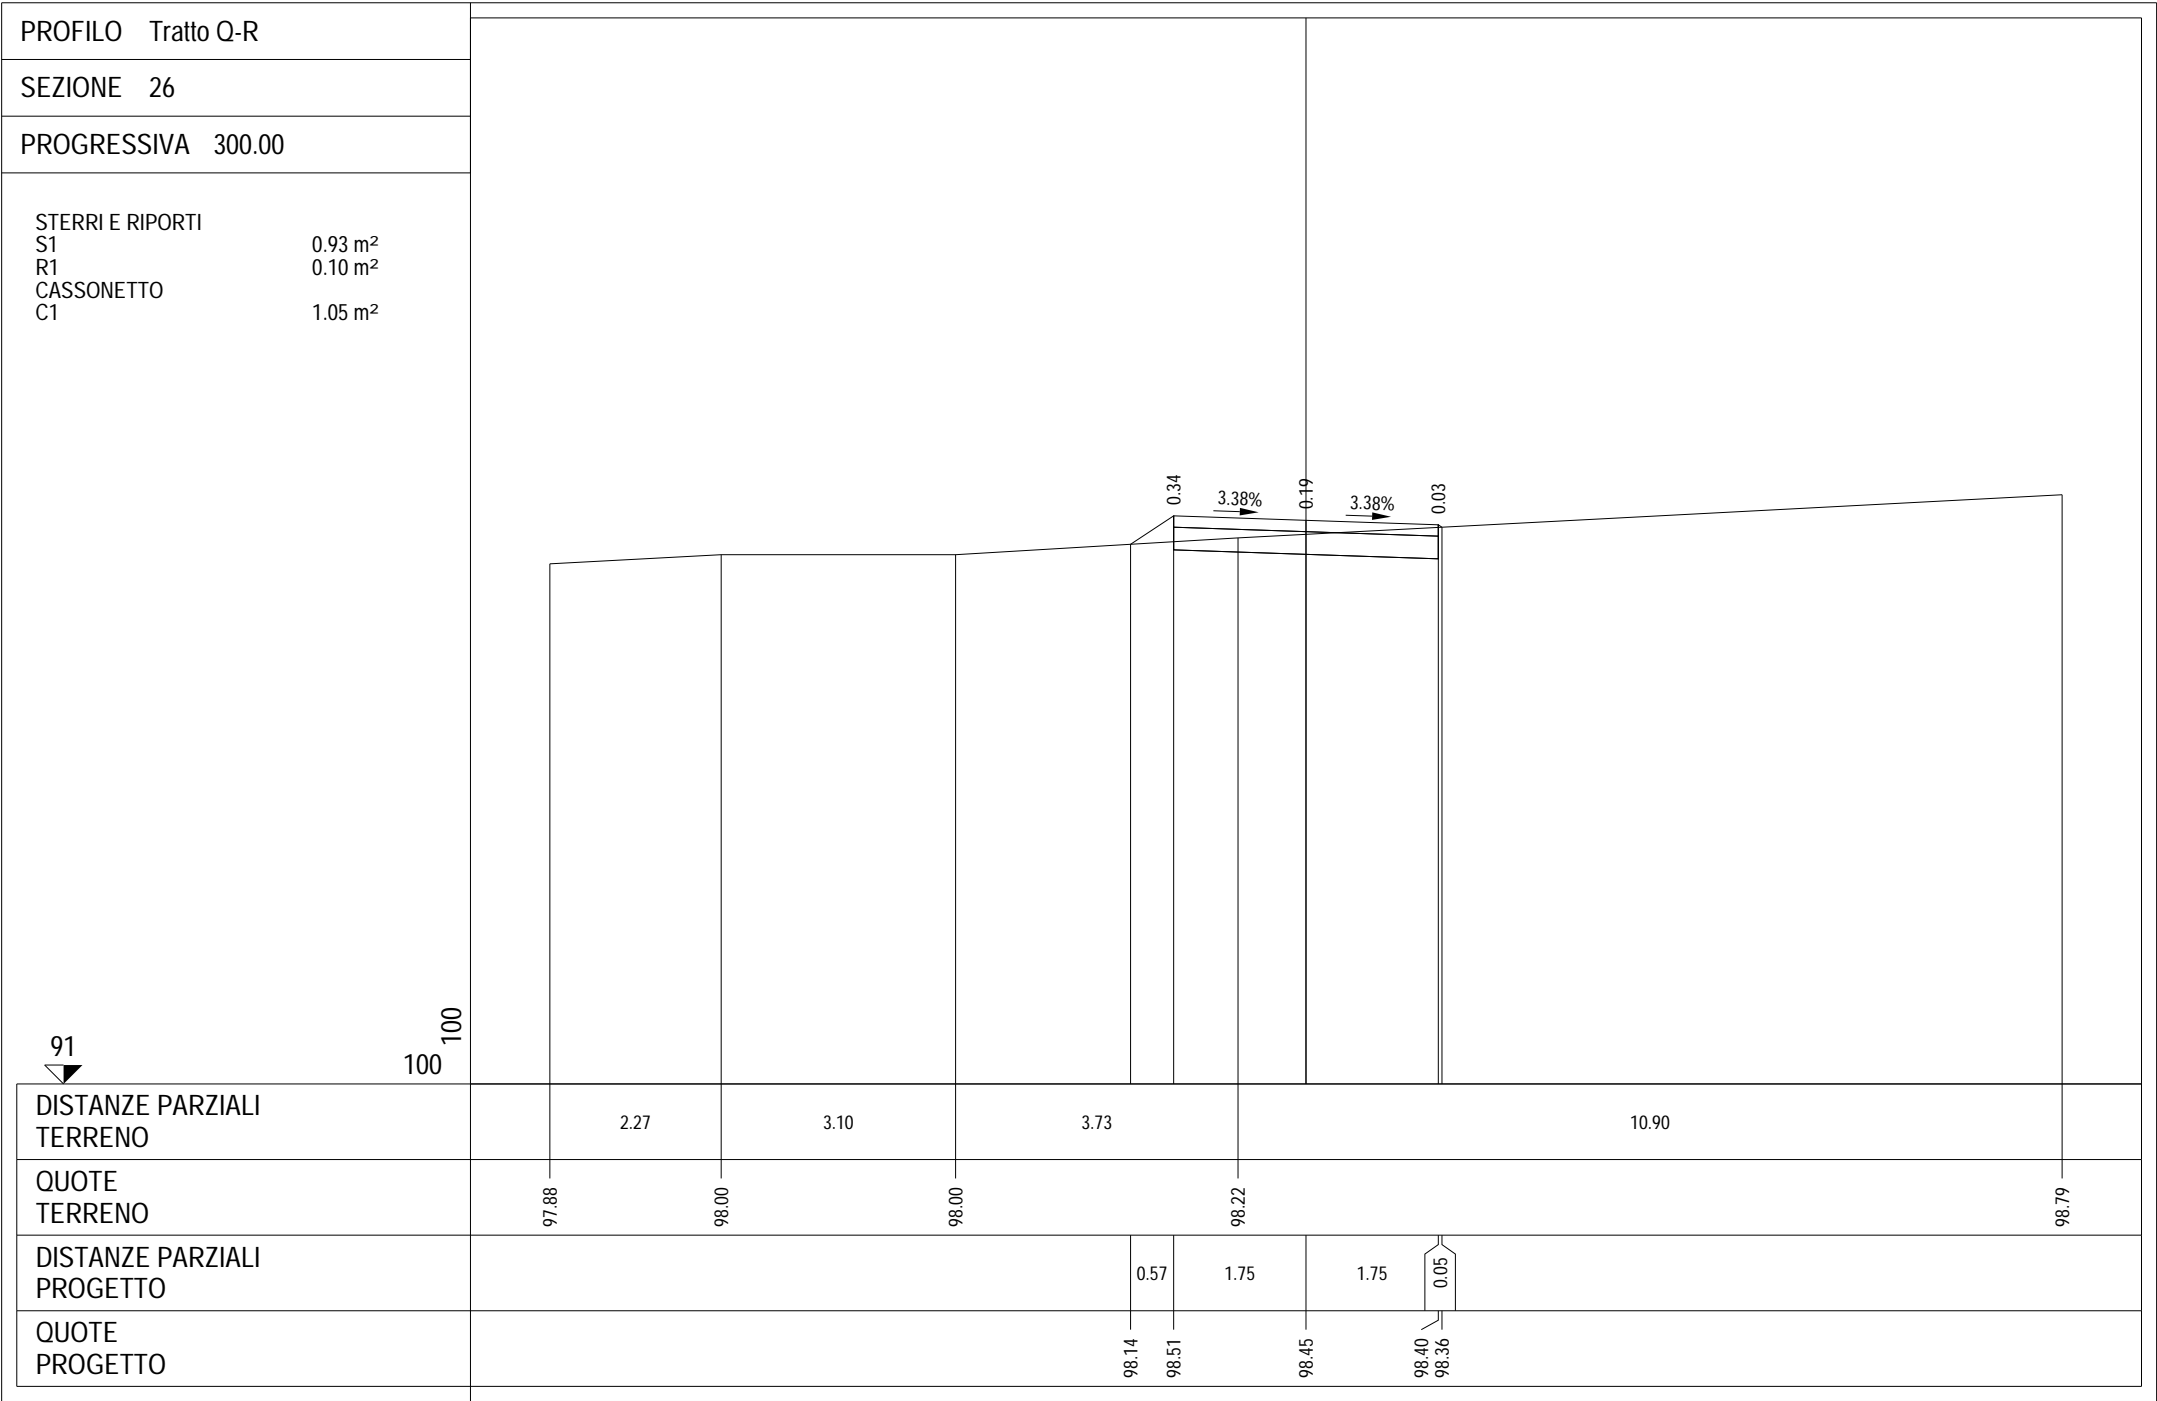 PROFILO Tratto Q-R
SEZIONE 26
PROGRESSIVA 300.00
STERRI E RIPORTI
S1 0.93 m²
R1 0.10 m²
CASSONETTO
C1 1.05 m²
0.34
3.38%
0.19
3.38%
0.03
91
100
100
DISTANZE PARZIALI
TERRENO
2.27 3.10 3.73 10.90
QUOTE
TERRENO
97.88 98.00 98.00 98.22 98.79
DISTANZE PARZIALI
PROGETTO
0.57 1.75 1.75 0.05
QUOTE
PROGETTO
98.14 98.51 98.45 98.40 98.36